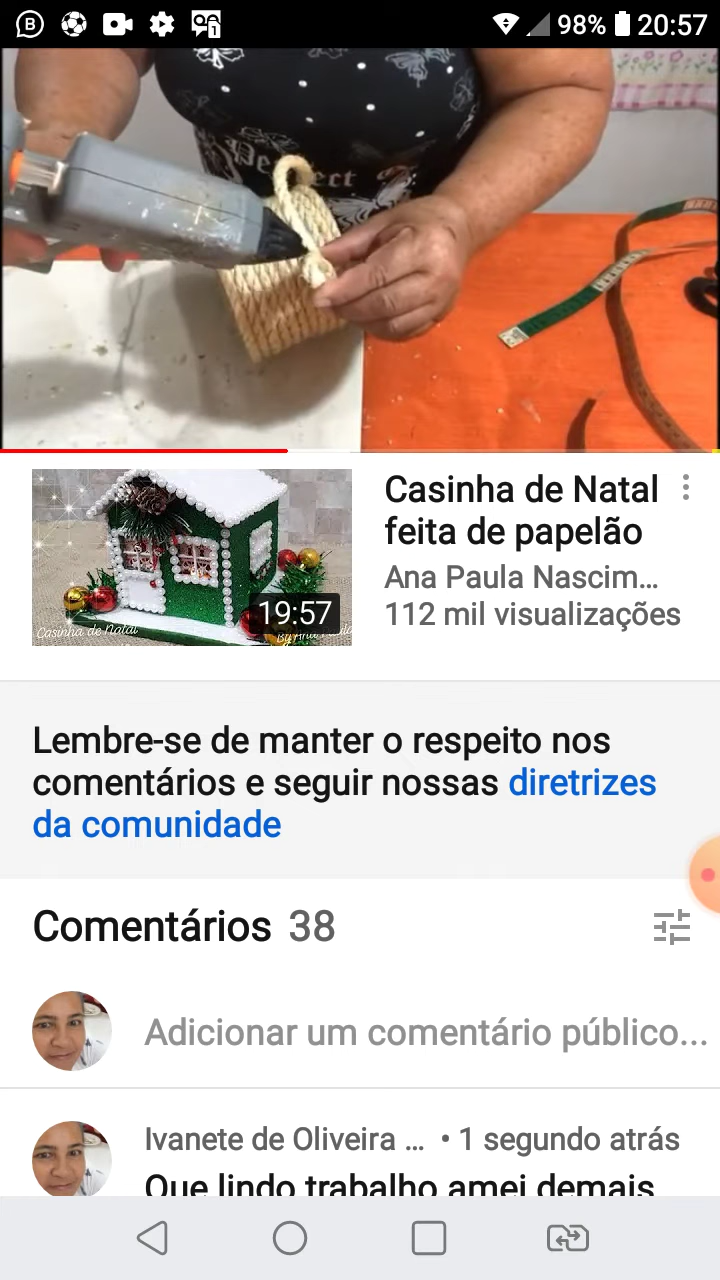 98% 20:57
Perfect
19:57
Casinha de Natal
Casinha de Natal
feita de papelão
Ana Paula Nascim...
112 mil visualizações
Lembre-se de manter o respeito nos
comentários e seguir nossas diretrizes
da comunidade
Comentários 38
Adicionar um comentário público...
Ivanete de Oliveira ... • 1 segundo atrás
Que lindo trabalho amei demais